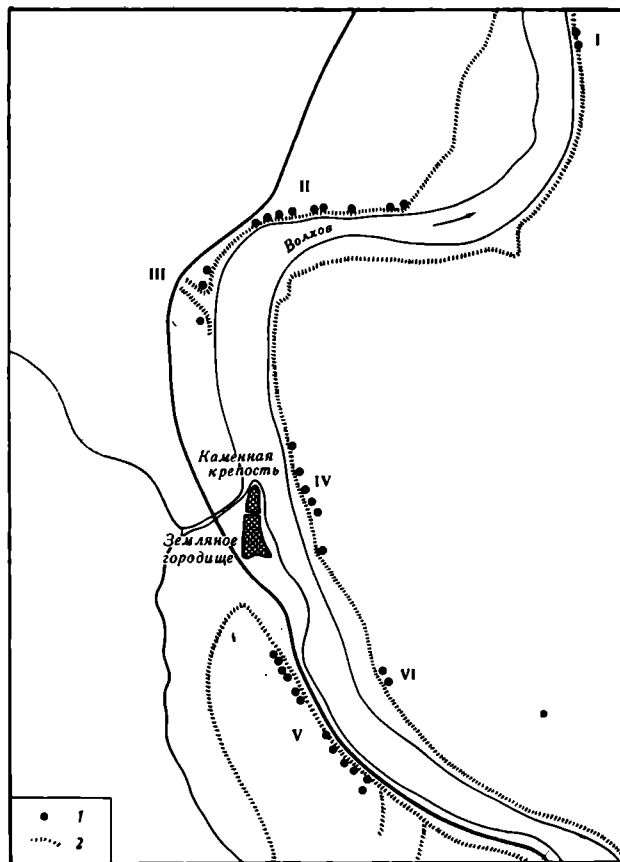 I
II
Волхов
III
Каменная
крепость
IV
Земляное
городище
VI
V
1
2